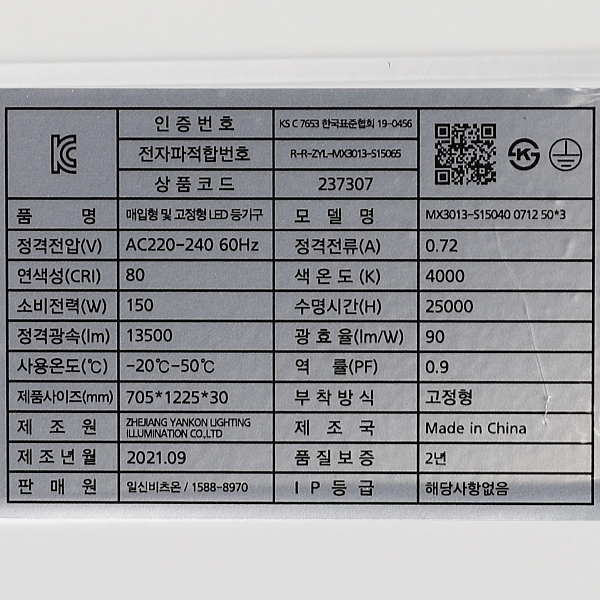 인증번호 KS C 7653 한국표준협회 19-0456
전자파적합번호 R-R-ZYL-MX3013-S15065
상품코드 237307
품 명 매입형 및 고정형 LED 등기구 모 델 명 MX3013-S15040 0712 50*3
정격전압(V) AC220-240 60Hz 정격전류(A) 0.72
연색성(CRI) 80 색 온 도 (K) 4000
소비전력(W) 150 수명시간(H) 25000
정격광속(lm) 13500 광 효 율(lm/W) 90
사용온도(℃) -20℃-50℃ 역 률(PF) 0.9
제품사이즈(mm) 705*1225*30 부 착 방 식 고정형
제 조 원 ZHEJIANG YANKON LIGHTING
ILLUMINATION CO.,LTD 제 조 국 Made in China
제 조 년 월 2021.09 품 질 보 증 2년
판 매 원 일신비츠온 / 1588-8970 I P 등 급 해당사항없음